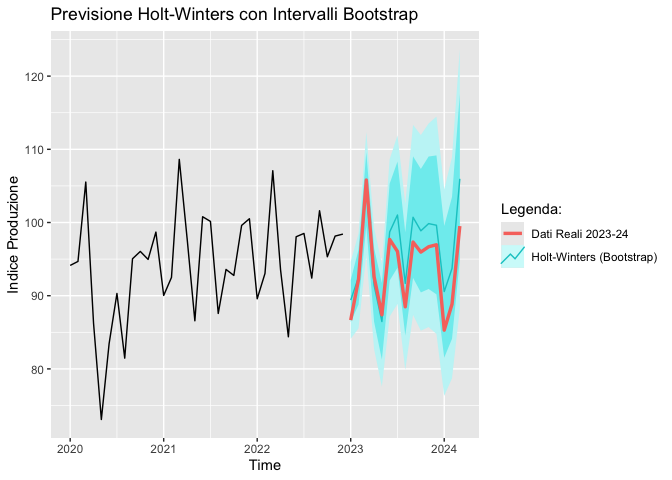 Previsione Holt-Winters con Intervalli Bootstrap
120
110
100
90
80
Indice Produzione
2020
2021
2022
2023
2024
Time
Legenda:
Dati Reali 2023-24
Holt-Winters (Bootstrap)